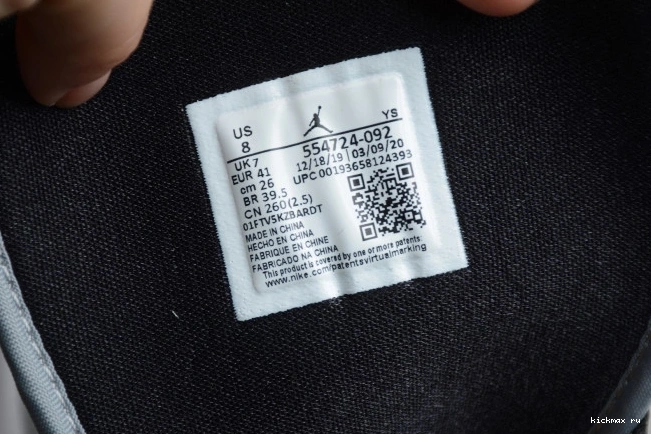 US
8
YS
UK7
EUR 41
cm 26
BR 39.5
CN 260(2.5)
01FTV5KZBARDT
554724-092
12/18/19 03/09/20
UPC 00193658124393
MADE IN CHINA
HECHO EN CHINA
FABRIQUE EN CHINE
FABRICADO NA CHINA
This product is covered by one or more patents.
www.nike.com/patentsvirtualmarking
kickmax ru